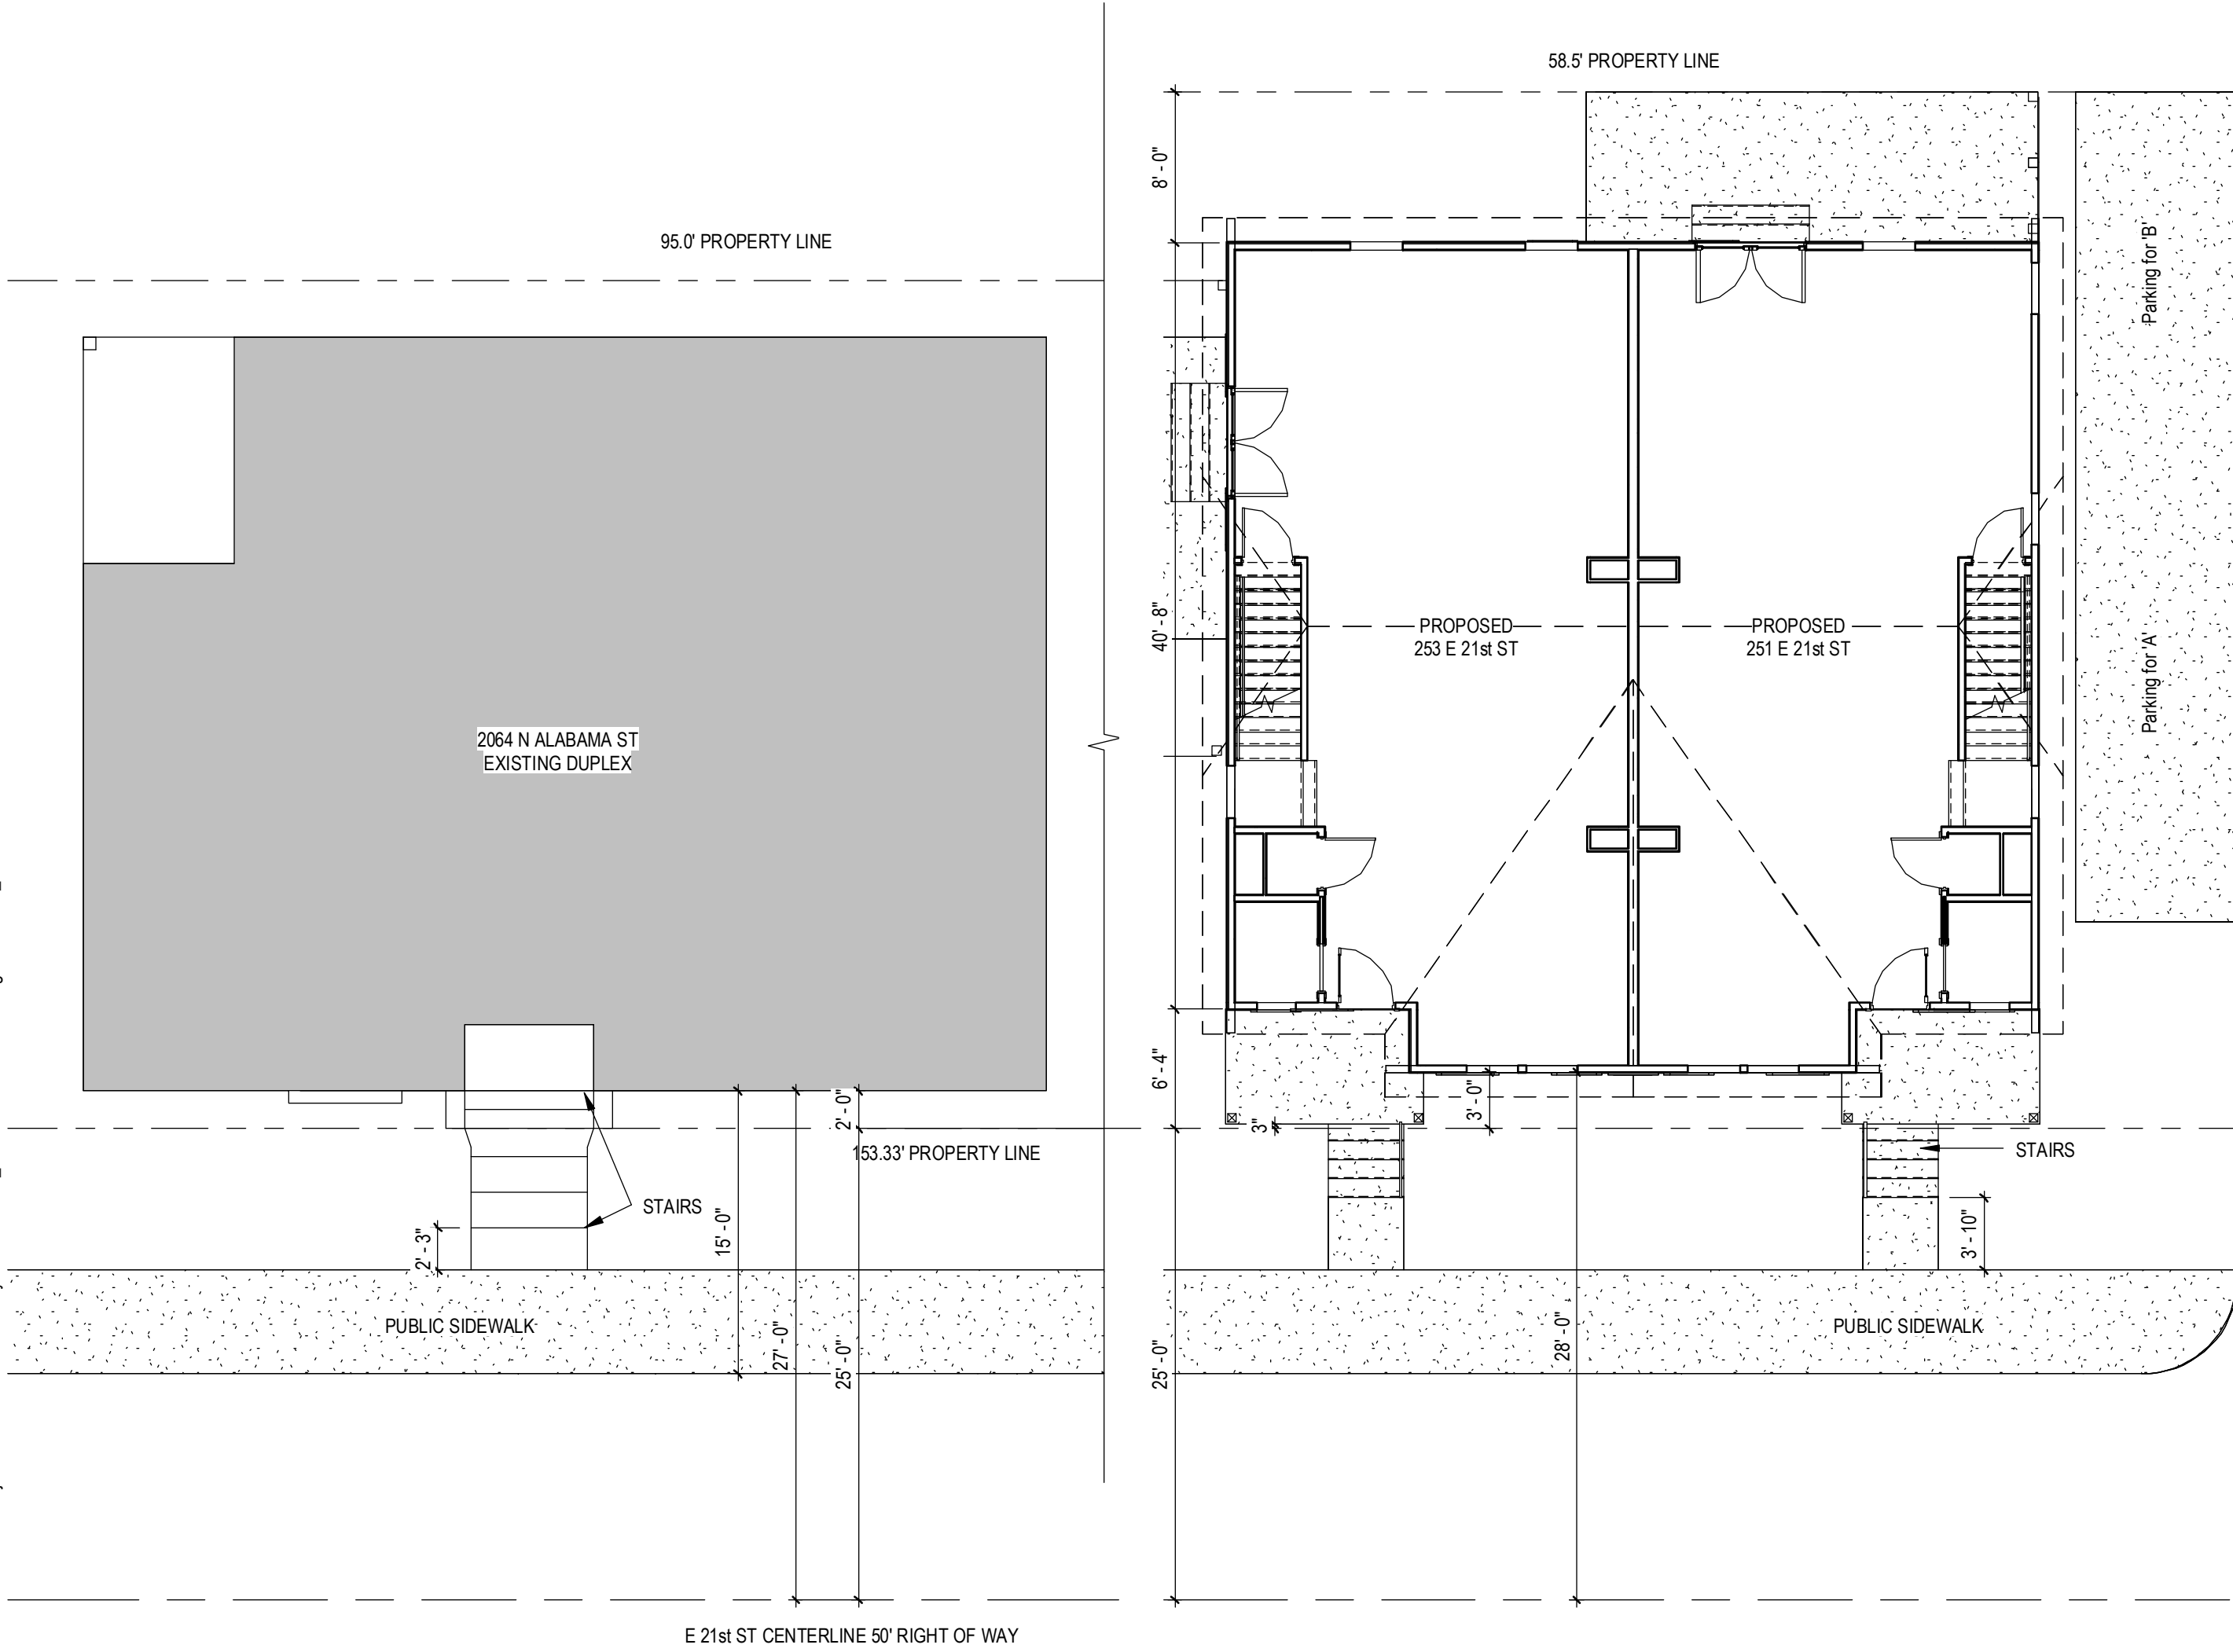 58.5' PROPERTY LINE
8' - 0"
95.0' PROPERTY LINE
Parking for 'B'
40' - 8"
PROPOSED
253 E 21st ST
PROPOSED
251 E 21st ST
Parking for 'A'
2064 N ALABAMA ST
EXISTING DUPLEX
6' - 4"
2' - 0"
3' - 0"
3"
153.33' PROPERTY LINE
STAIRS
STAIRS
2' - 3"
15' - 0"
3' - 10"
PUBLIC SIDEWALK
PUBLIC SIDEWALK
27' - 0"
25' - 0"
25' - 0"
28' - 0"
E 21st ST CENTERLINE 50' RIGHT OF WAY